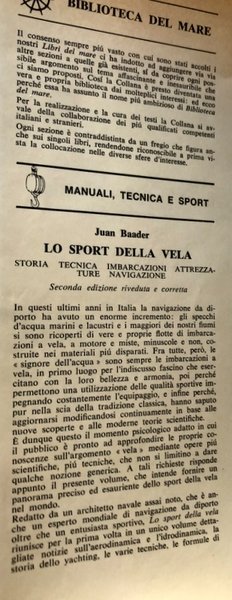 BIBLIOTECA DEL MARE
Il consenso sempre più vasto con cui sono stati accolti i
nostri Libri del mare ci ha indotto ad aggiungere via via
altre sezioni a quelle già esistenti, sì da coprire ogni pos-
sibile argomento sul tema affascinante e inesauribile che
ci siamo proposti. Così la Collana è presto diventata una
vera e propria biblioteca dai molteplici interessi: ed ecco
perché essa ha assunto il nome più ambizioso di Biblioteca
del mare.
Per la realizzazione e la cura dei testi la Collana si av-
vale della collaborazione dei più qualificati competenti
italiani e stranieri.
Ogni sezione è contraddistinta da un fregio che figura an-
che sui singoli libri, rendendone riconoscibile a prima vi-
sta la collocazione nelle diverse sfere d'interesse.
MANUALI, TECNICA E SPORT
Juan Baader
LO SPORT DELLA VELA
STORIA TECNICA IMBARCAZIONI ATTREZZA-
TURE NAVIGAZIONE
Seconda edizione riveduta e corretta
In questi ultimi anni in Italia la navigazione da di-
porto ha avuto un enorme incremento: gli specchi
d'acqua marini e lacustri e i maggiori dei nostri fiumi
si sono ricoperti di vere e proprie flotte di imbarca-
zioni a vela, a motore e miste, minuscole e non, co-
struite nei materiali più disparati. Fra tutte, però, le
« signore dell'acqua » sono sempre le imbarcazioni a
vela, in primo luogo per l'indiscusso fascino che eser-
citano con la loro bellezza e armonia, poi perché
permettono una utilizzazione delle qualità sportive im-
pegnando costantemente l'equipaggio, e infine perché,
pur nella scia della tradizione classica, hanno saputo
aggiornarsi modificandosi continuamente in base alle
nuove scoperte e alle moderne teorie scientifiche.
È dunque questo il momento psicologico adatto in cui
il pubblico è pronto ad approfondire le proprie co-
noscenze sull'argomento « vela » mediante opere più
scientifiche, più tecniche, che non si limitino a dare
qualche nozione generica. A tali richieste risponde
appunto il presente volume, che intende fornire un
panorama preciso ed esauriente dello sport della vela
nel mondo.
Redatto da un architetto navale assai noto, che è an-
che un esperto mondiale di navigazione da diporto
oltre che un entusiasta sportivo, Lo sport della vela
riunisce per la prima volta in un unico volume detta-
gliate notizie sull'aerodinamica e l'idrodinamica, la
storia dello yachting, le varie tecniche, le formule di